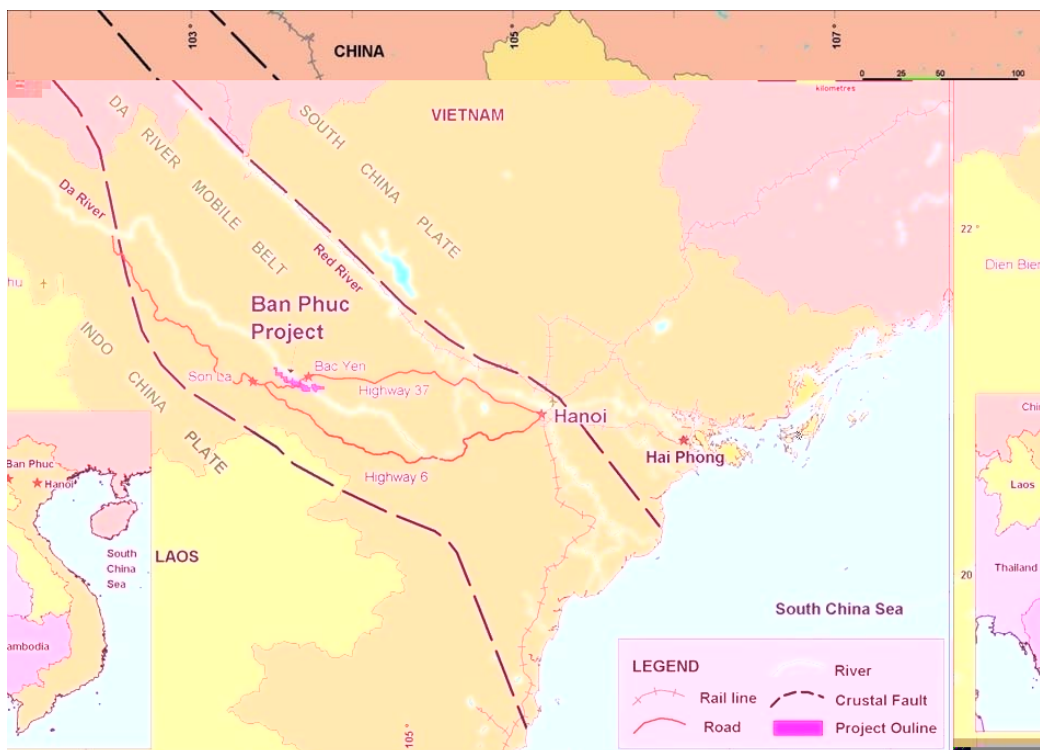 103 °
105 °
107 °
CHINA
0 25 50 100
kilometres
VIETNAM
DA RIVER MOBILE BELT
SOUTH CHINA PLATE
Da River
Red River
22 °
Dien Bien
hu
Ban Phuc
Project
INDO CHINA PLATE
Son La
Bac Yen
Highway 37
Hanoi
Hai Phong
Highway 6
Ban Phuc
Hanoi
South
China
Sea
ambodia
LAOS
Laos
Thailand
20
South China Sea
LEGEND
River
Rail line
Crustal Fault
Road
Project Ouline
105 °